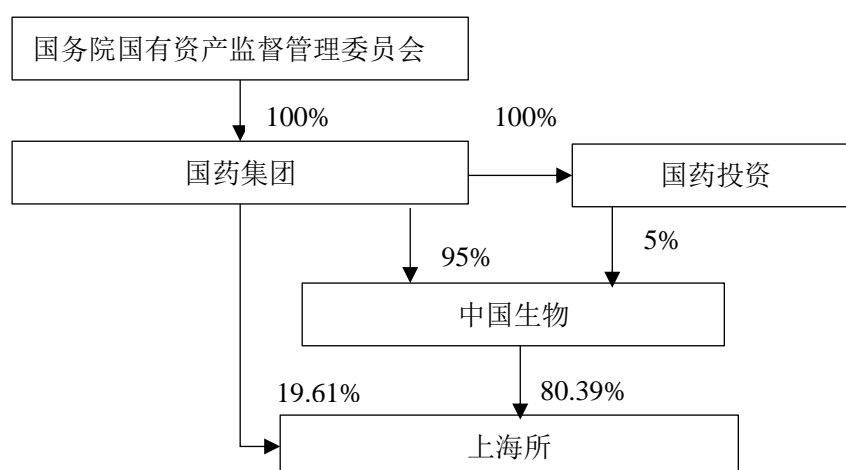 国务院国有资产监督管理委员会
100%
100%
国药集团
国药投资
95%
5%
中国生物
19.61%
80.39%
上海所